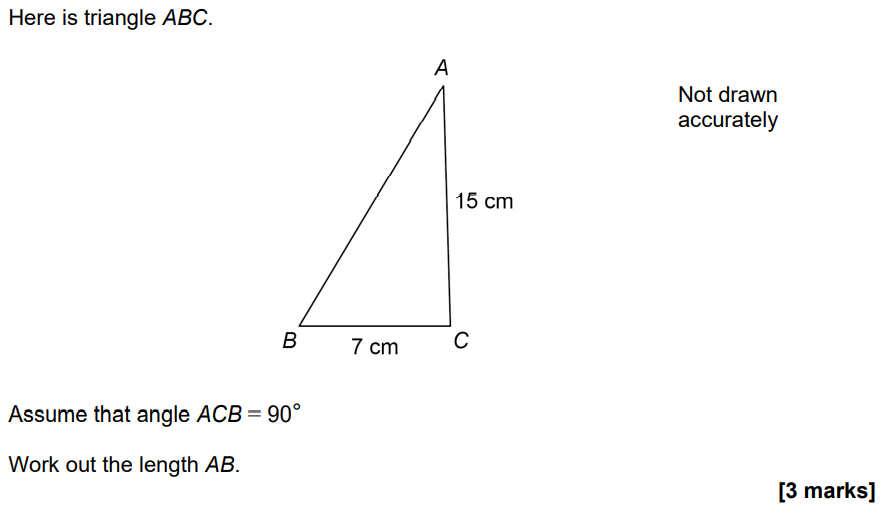 Here is triangle ABC.
A
Not drawn
accurately
15 cm
B
7 cm
C
Assume that angle ACB = 90°
Work out the length AB.
[3 marks]